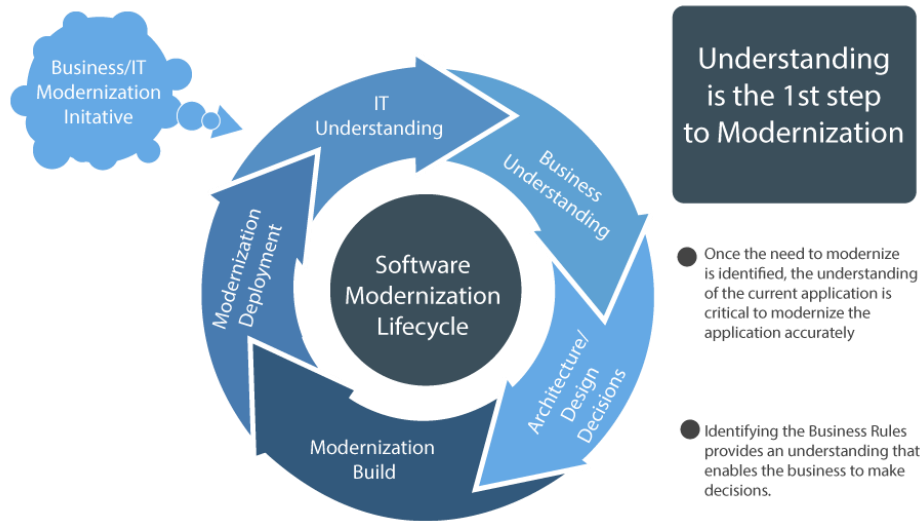 Business/IT
Modernization
Initative
IT
Understanding
Business
Understanding
Architecture/
Design
Decisions
Modernization
Build
Modernization
Deployment
Software
Modernization
Lifecycle
Understanding
is the 1st step
to Modernization
Once the need to modernize
is identified, the understanding
of the current application is
critical to modernize the
application accurately
Identifying the Business Rules
provides an understanding that
enables the business to make
decisions.